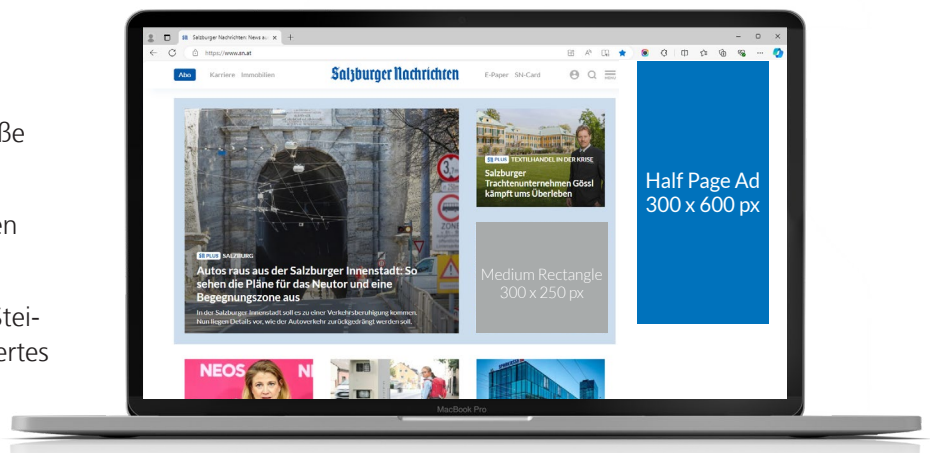 ße
en
Stei-
ertes
Salzburger Nachrichten: News au
https://www.sn.at
Abo
Karriere Immobilien
Salzburger Nachrichten
E-Paper SN-Card
MENÜ
PLUS SALZBURG
Autos raus aus der Salzburger Innenstadt: So
sehen die Pläne für das Neutor und eine
Begegnungszone aus
In der Salzburger Innenstadt soll es zu einer Verkehrsberuhigung kommen.
Nun liegen Details vor, wie der Autoverkehr zurückgedrängt werden soll.
PLUS TEXTILHANDEL IN DER KRISE
Salzburger
Trachtenunternehmen Gössl
kämpft ums Überleben
ZONE
Medium Rectangle
300 x 250 px
Half Page Ad
300 x 600 px
NEOS NE
MacBook Pro